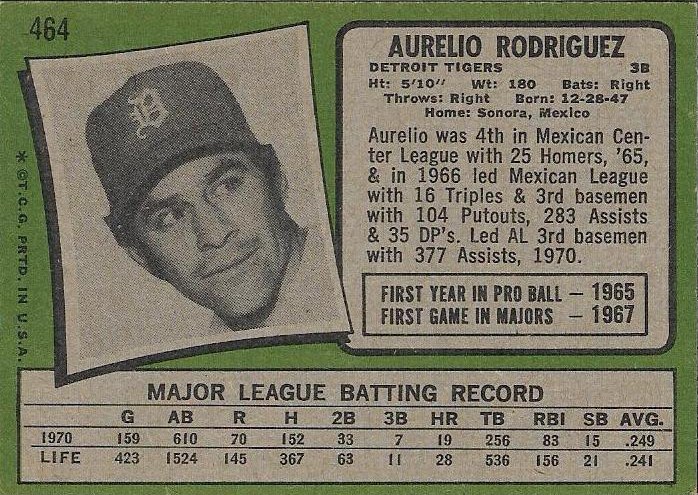 464
AURELIO RODRIGUEZ
DETROIT TIGERS 3B
Ht: 5'10" Wt: 180 Bats: Right
Throws: Right Born: 12-28-47
Home: Sonora, Mexico
Aurelio was 4th in Mexican Cen-
ter League with 25 Homers, '65,
& in 1966 led Mexican League
with 16 Triples & 3rd basemen
with 104 Putouts, 283 Assists
& 35 DP's. Led AL 3rd basemen
with 377 Assists, 1970.
FIRST YEAR IN PRO BALL — 1965
FIRST GAME IN MAJORS — 1967
* ©T.C.G. PRTD. IN U.S.A.
D
MAJOR LEAGUE BATTING RECORD
G AB R H 2B 3B HR TB RBI SB AVG.
1970 159 610 70 152 33 7 19 256 83 15 .249
LIFE 423 1524 145 367 63 11 28 536 156 21 .241